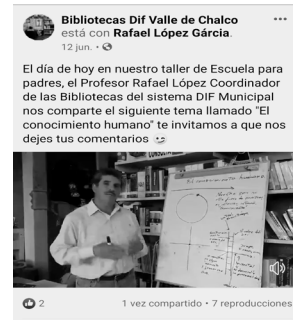 Bibliotecas Dif Valle de Chalco
está con Rafael López Gárcia.
12 jun. •
El día de hoy en nuestro taller de Escuela para
padres, el Profesor Rafael López Coordinador
de las Bibliotecas del sistema DIF Municipal
nos comparte el siguiente tema llamado "El
conocimiento humano" te invitamos a que nos
dejes tus comentarios
El conocimiento humano
2
1 vez compartido • 7 reproducciones